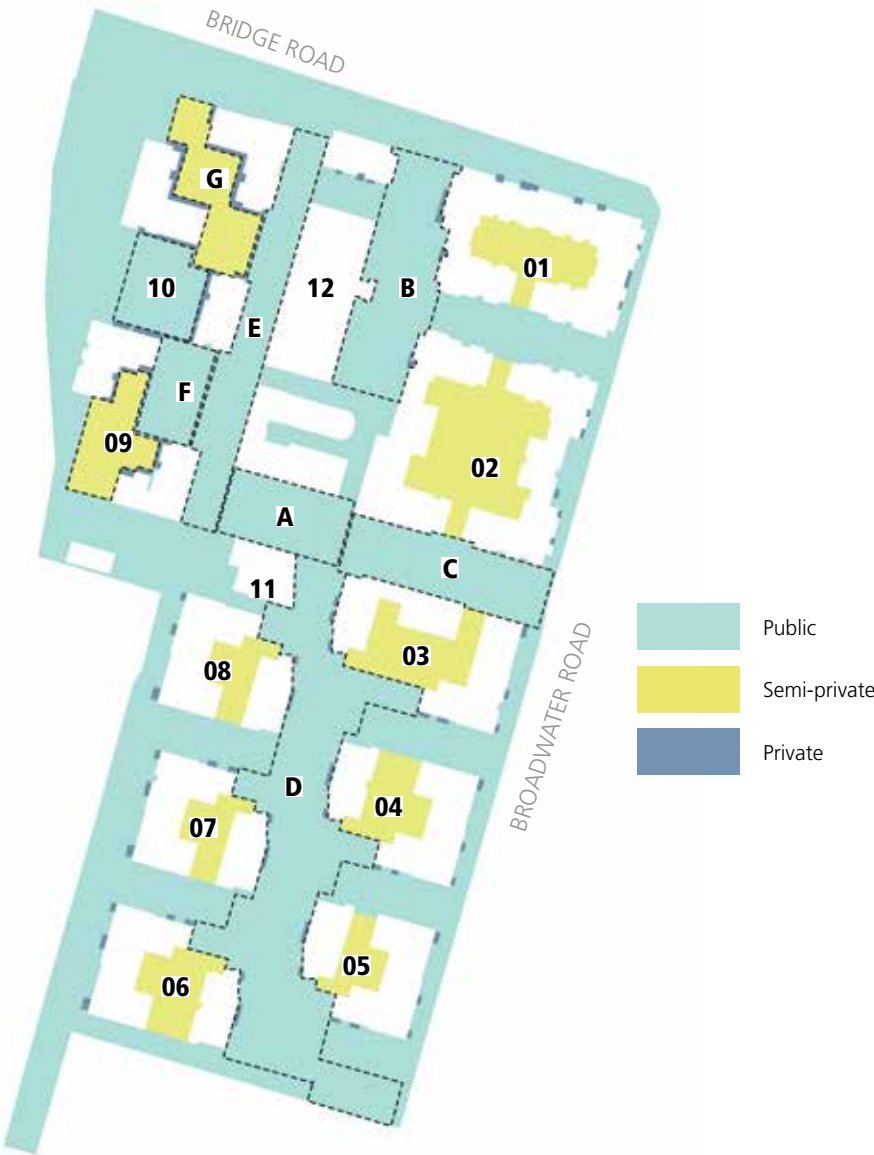 BRIDGE ROAD
G
01
10
12
B
E
F
09
02
A
C
11
08
03
D
04
07
05
06
BROADWATER ROAD
Public
Semi-private
Private